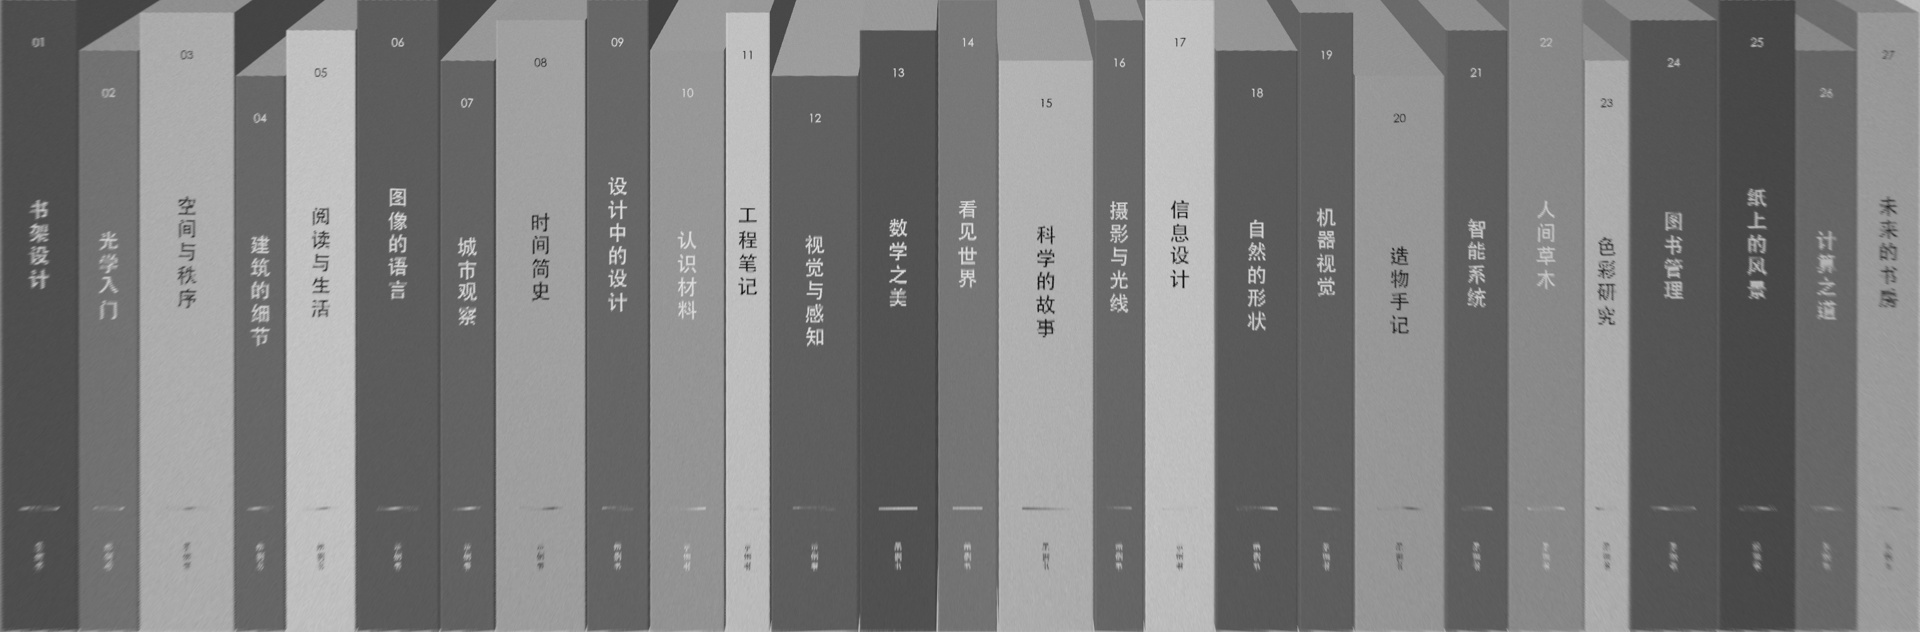 01
书架设计
02
光学入门
03
空间与秩序
04
建筑的细节
05
阅读与生活
06
图像的语言
07
城市观察
08
时间简史
09
设计中的设计
10
认识材料
11
工程笔记
12
视觉与感知
13
数学之美
14
看见世界
15
科学的故事
16
摄影与光线
17
信息设计
18
自然的形状
19
机器视觉
20
造物手记
21
智能系统
22
人间草木
23
色彩研究
24
图书管理
25
纸上的风景
26
计算之道
27
未来的书房